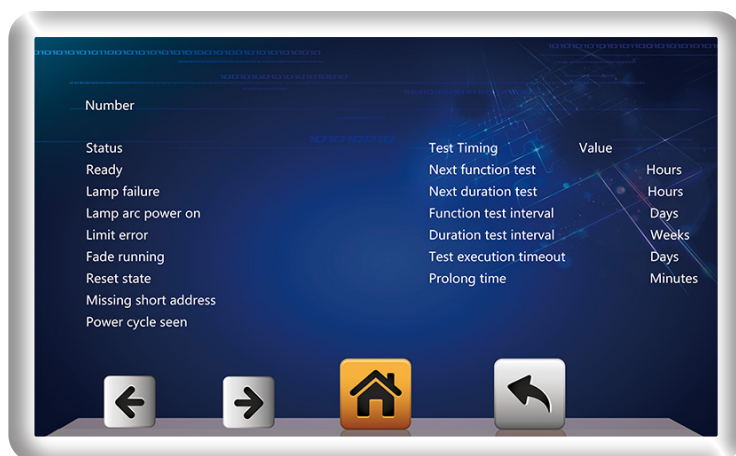 Number
Status
Ready
Lamp failure
Lamp arc power on
Limit error
Fade running
Reset state
Missing short address
Power cycle seen
Test Timing Value
Next function test Hours
Next duration test Hours
Function test interval Days
Duration test interval Weeks
Test execution timeout Days
Prolong time Minutes